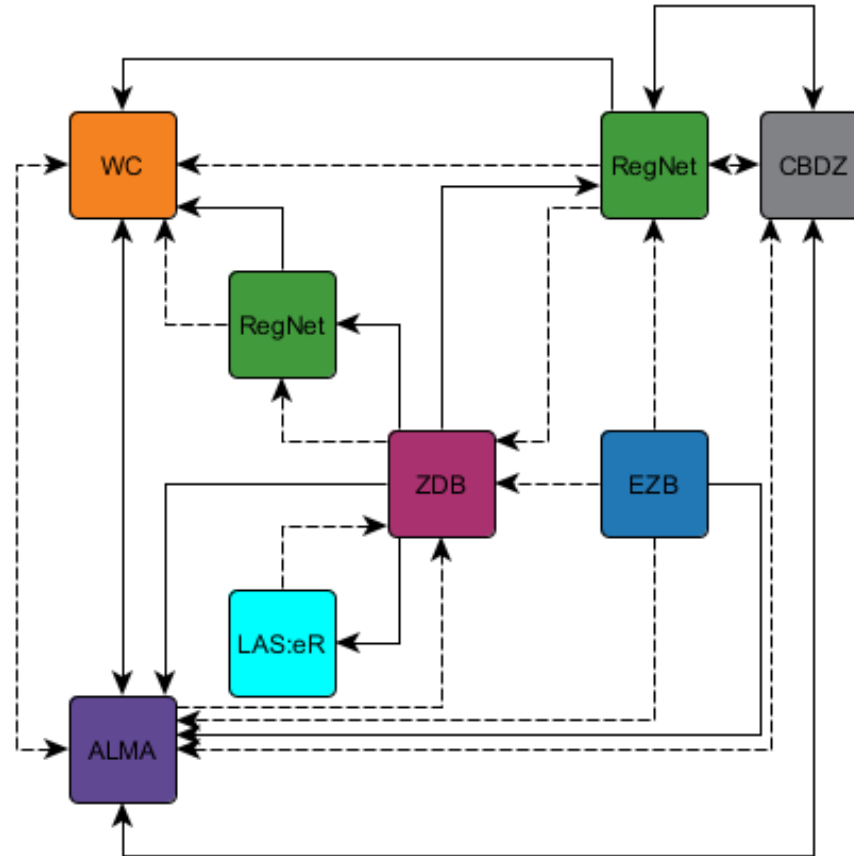 WC
RegNet
CBDZ
RegNet
ZDB
EZB
LAS:eR
ALMA